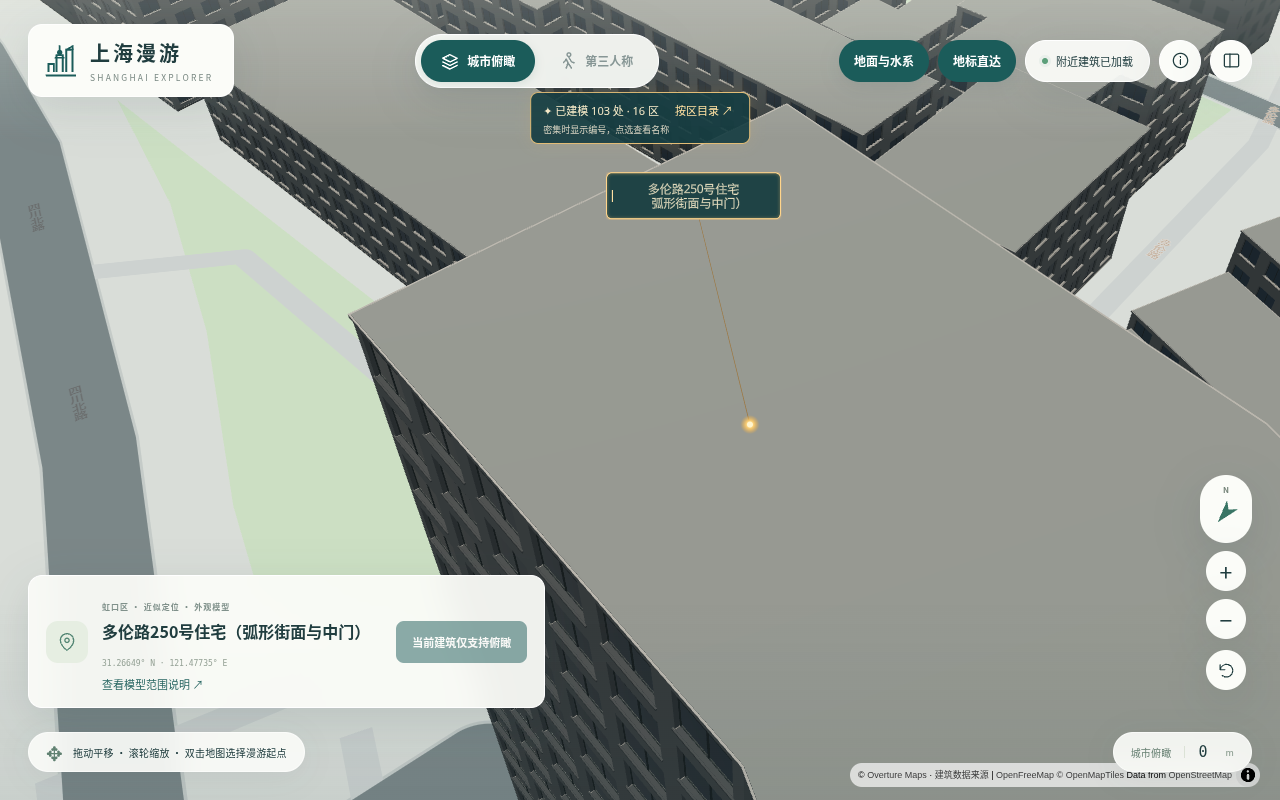 上海漫游
SHANGHAI EXPLORER
城市俯瞰
第三人称
地面与水系
地标直达
附近建筑已加载
✦ 已建模 103 处 · 16 区 按区目录 ↗
密集时显示编号，点选查看名称
多伦路250号住宅
弧形街面与中门）
四川北路
四川北路
虹口区 · 近似定位 · 外观模型
多伦路250号住宅（弧形街面与中门）
31.26649° N · 121.47735° E
查看模型范围说明 ↗
当前建筑仅支持俯瞰
N
+
−
拖动平移 · 滚轮缩放 · 双击地图选择漫游起点
城市俯瞰 0 m
© Overture Maps · 建筑数据来源 | OpenFreeMap © OpenMapTiles Data from OpenStreetMap